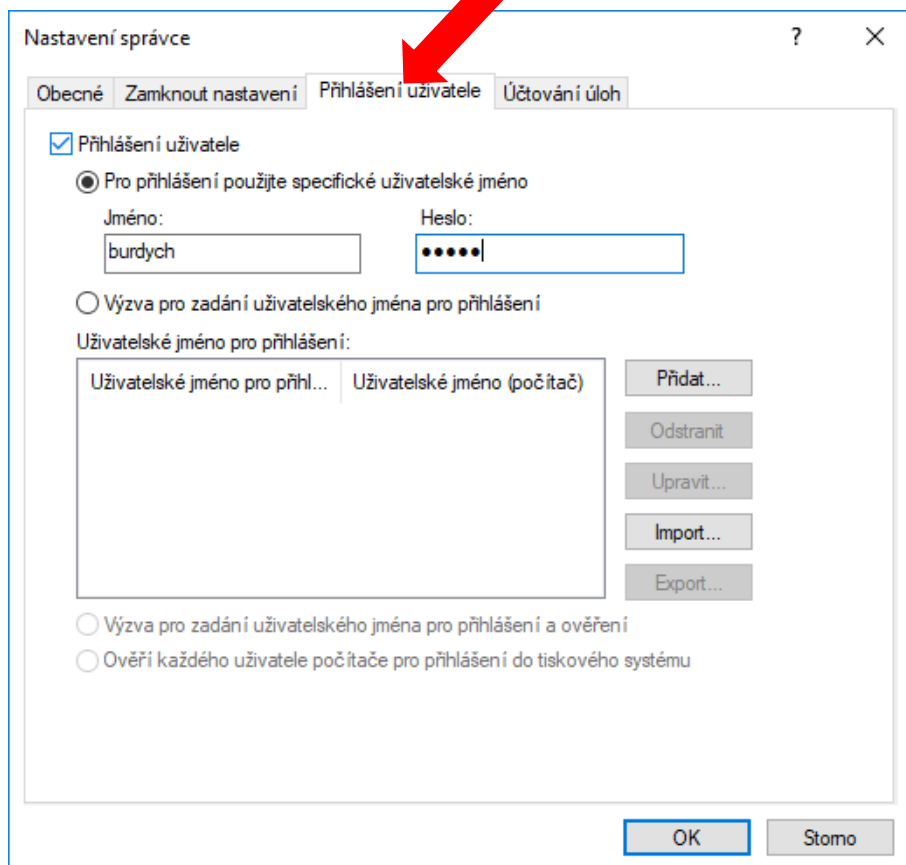 Nastavení správce ?
Obecné Zamknout nastavení Přihlášení uživatele Účtování úloh
Přihlášení uživatele
Pro přihlášení použijte specifické uživatelské jméno
Jméno: Heslo:
burdych •••••
Výzva pro zadání uživatelského jména pro přihlášení
Uživatelské jméno pro přihlášení:
Uživatelské jméno pro přihl... Uživatelské jméno (počítač) Přidat...
Odstranit
Upravit...
Import...
Export...
Výzva pro zadání uživatelského jména pro přihlášení a ověření
Ověří každého uživatele počítače pro přihlášení do tiskového systému
OK Storno